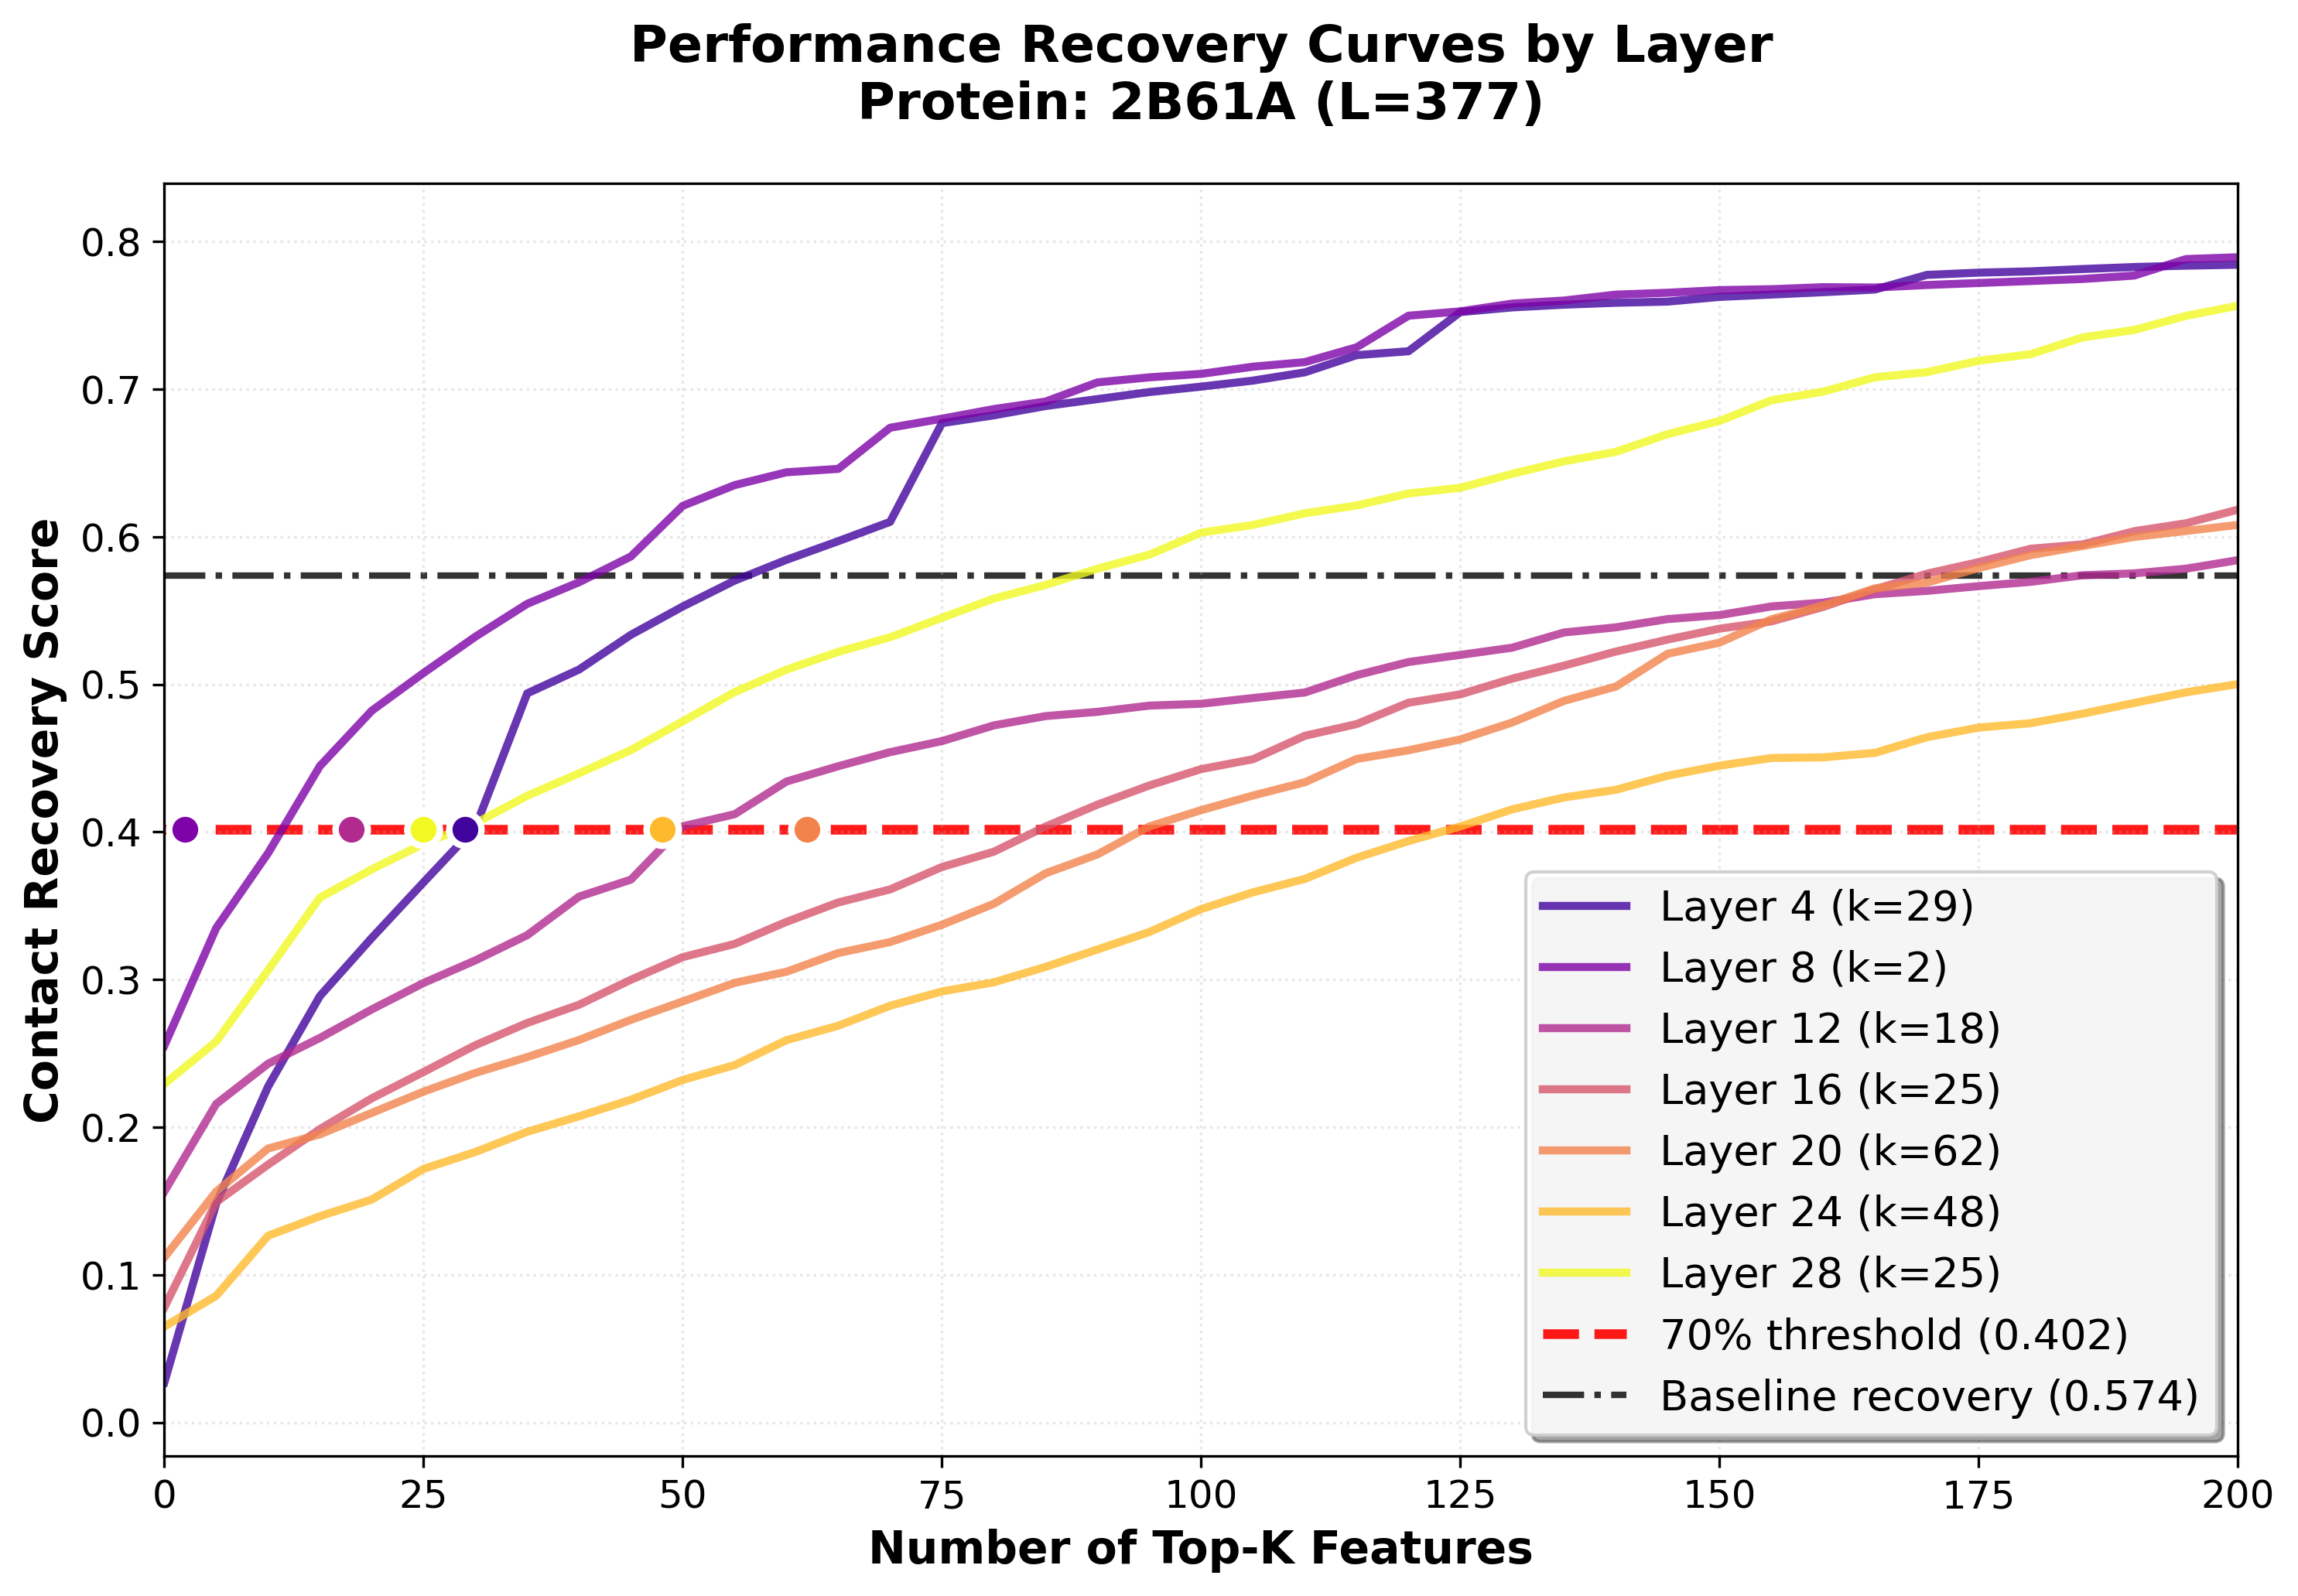 Performance Recovery Curves by Layer
Protein: 2B61A (L=377)
Contact Recovery Score
0.8
0.7
0.6
0.5
0.4
0.3
0.2
0.1
0.0
Layer 4 (k=29)
Layer 8 (k=2)
Layer 12 (k=18)
Layer 16 (k=25)
Layer 20 (k=62)
Layer 24 (k=48)
Layer 28 (k=25)
70% threshold (0.402)
Baseline recovery (0.574)
0 25 50 75 100 125 150 175 200
Number of Top-K Features